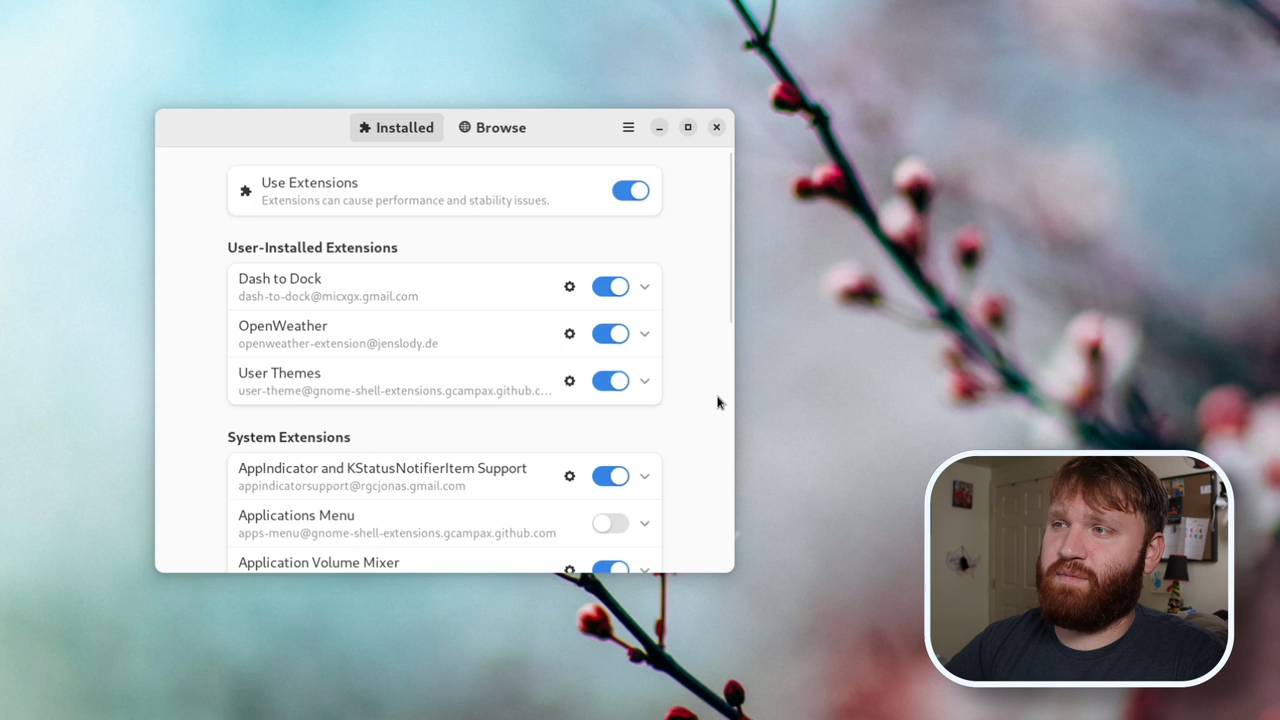 Installed
Browse
Use Extensions
Extensions can cause performance and stability issues.
User-Installed Extensions
Dash to Dock
dash-to-dock@micxgx.gmail.com
OpenWeather
openweather-extension@jenslody.de
User Themes
user-theme@gnome-shell-extensions.gcampax.github.c...
System Extensions
AppIndicator and KStatusNotifierItem Support
appindicatorsupport@rgcjonas.gmail.com
Applications Menu
apps-menu@gnome-shell-extensions.gcampax.github.com
Application Volume Mixer